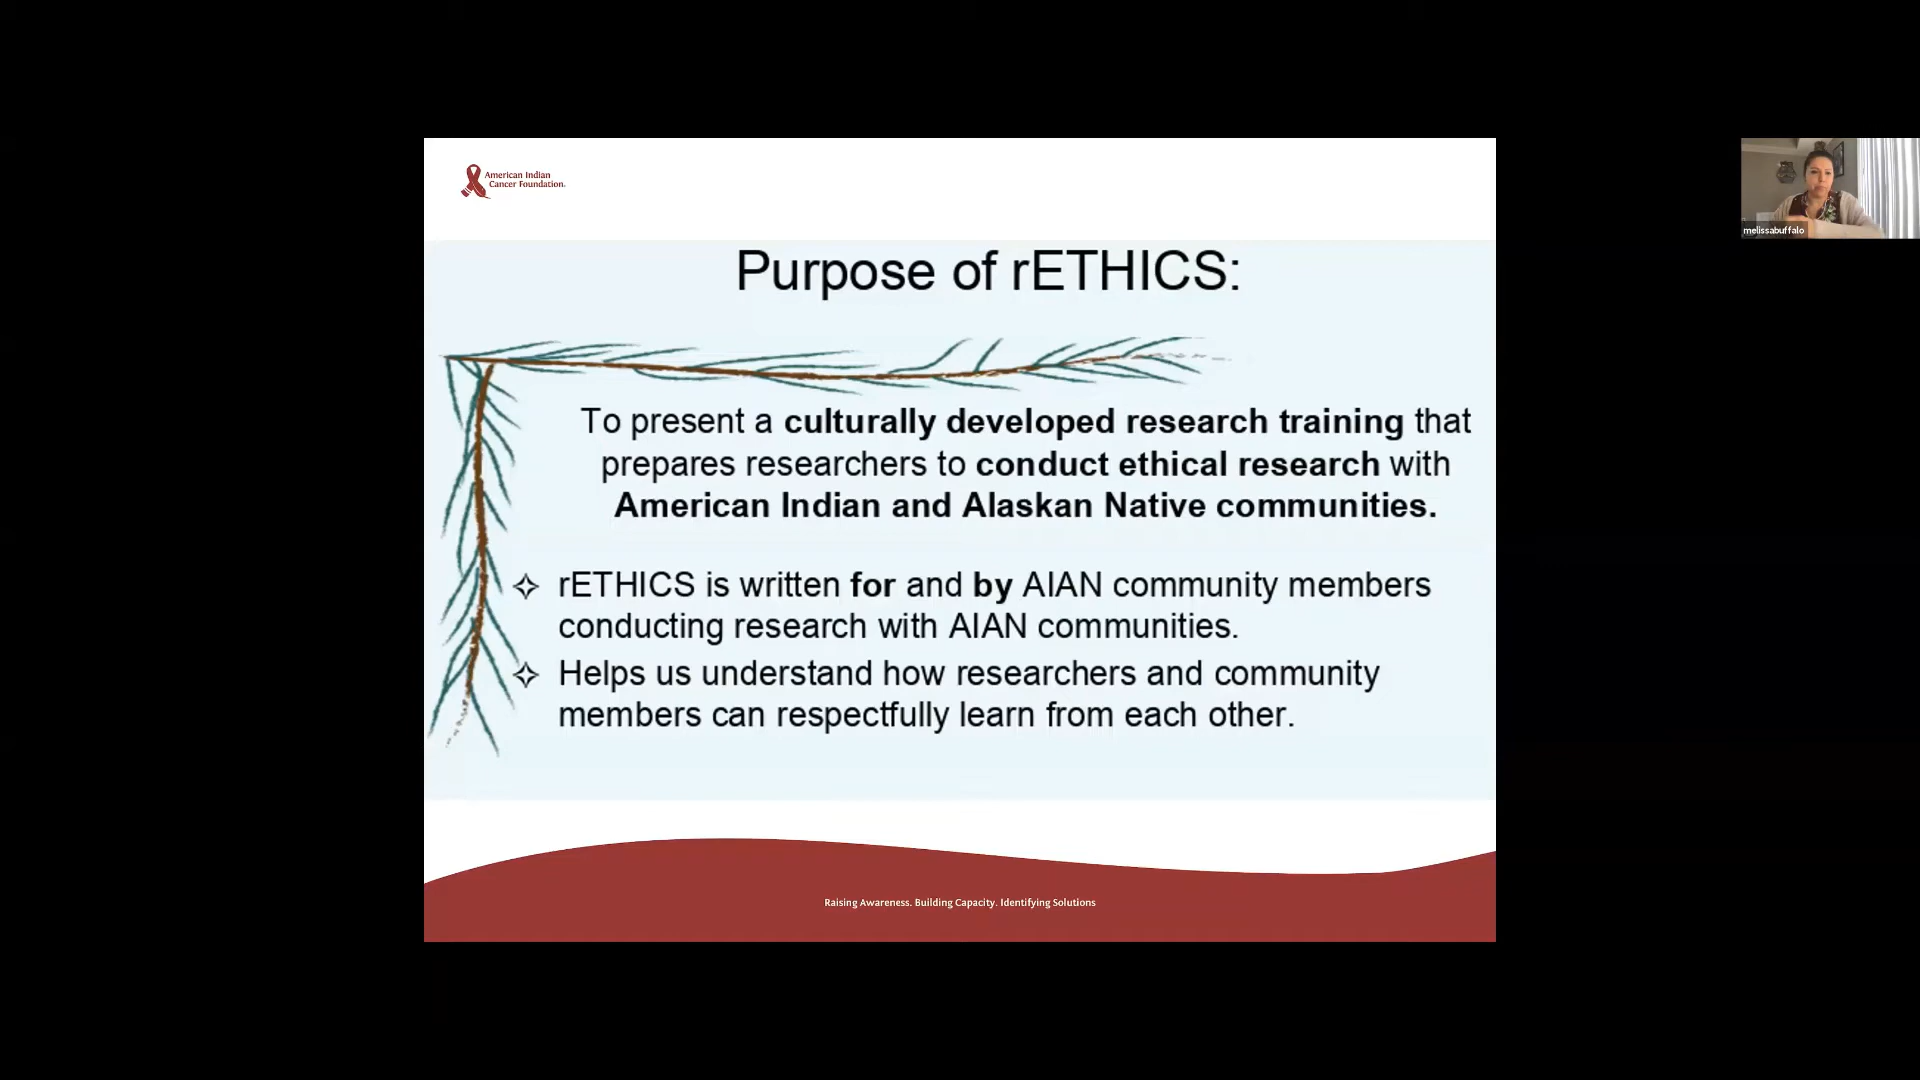 American Indian
Cancer Foundation.
melissabuffalo
Purpose of rETHICS:
To present a culturally developed research training that
prepares researchers to conduct ethical research with
American Indian and Alaskan Native communities.
✧ rETHICS is written for and by AIAN community members
conducting research with AIAN communities.
✧ Helps us understand how researchers and community
members can respectfully learn from each other.
Raising Awareness. Building Capacity. Identifying Solutions